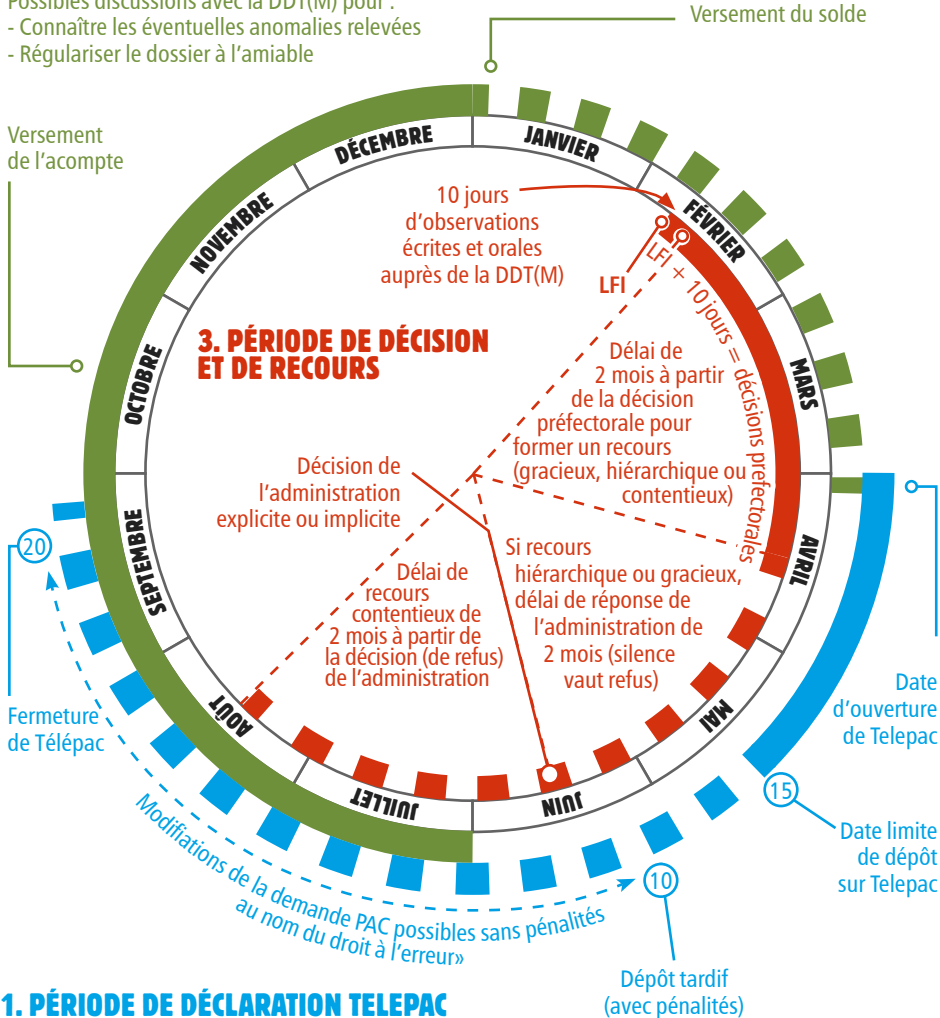 Possibles discussions avec la DDT(M) pour :
- Connaître les éventuelles anomalies relevées
- Régulariser le dossier à l'amiable
Versement du solde
Versement
de l'acompte
JANVIER
FÉVRIER
MARS
AVRIL
MAI
JUIN
JUILLET
AOÛT
SEPTEMBRE
OCTOBRE
NOVEMBRE
DÉCEMBRE
10 jours
d'observations
écrites et orales
auprès de la DDT(M)
LFI
LFI + 10 jours = décisions prefectorales
3. PÉRIODE DE DÉCISION
ET DE RECOURS
Délai de
2 mois à partir
de la décision
préfectorale pour
former un recours
(gracieux, hiérarchique ou
contentieux)
Décision de
l'administration
explicite ou implicite
Si recours
hiérarchique ou gracieux,
délai de réponse de
l'administration de
2 mois (silence
vaut refus)
Délai de
recours
contentieux de
2 mois à partir de
la décision (de refus)
de l'administration
20
Fermeture
de Télépac
Date
d'ouverture
de Telepac
15
Date limite
de dépôt
sur Telepac
10
Dépôt tardif
(avec pénalités)
Modifiations de la demande PAC possibles sans pénalités
au nom du droit à l'erreur»
1. PÉRIODE DE DÉCLARATION TELEPAC